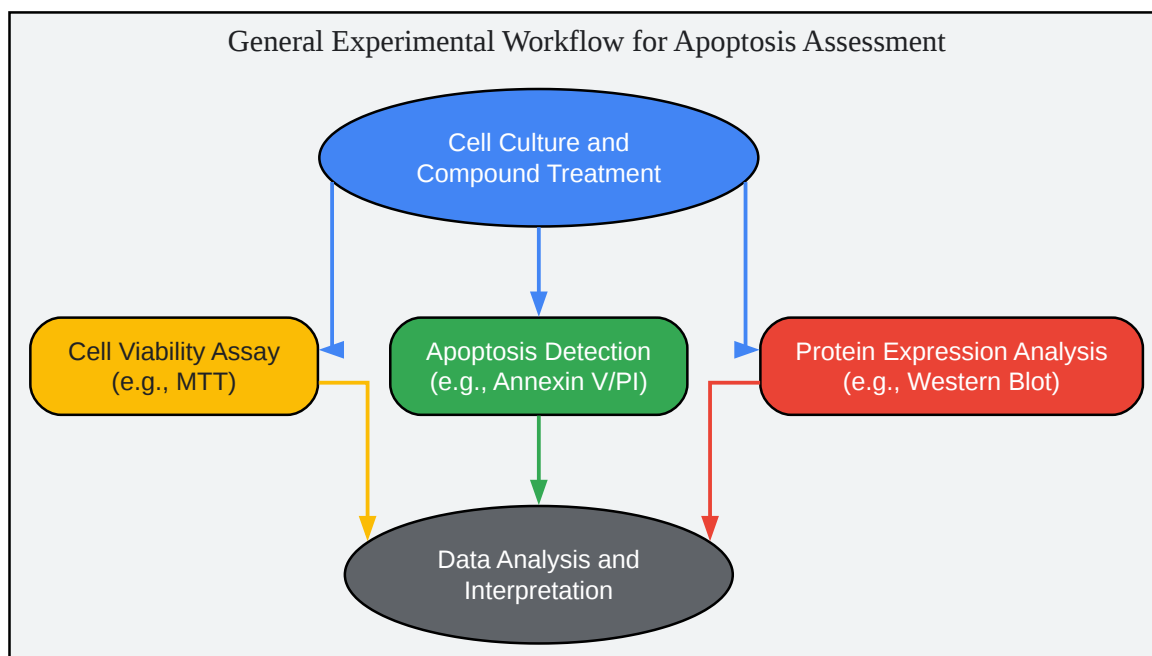 General Experimental Workflow for Apoptosis Assessment
Cell Culture and
Compound Treatment
Cell Viability Assay
(e.g., MTT)
Apoptosis Detection
(e.g., Annexin V/PI)
Protein Expression Analysis
(e.g., Western Blot)
Data Analysis and
Interpretation